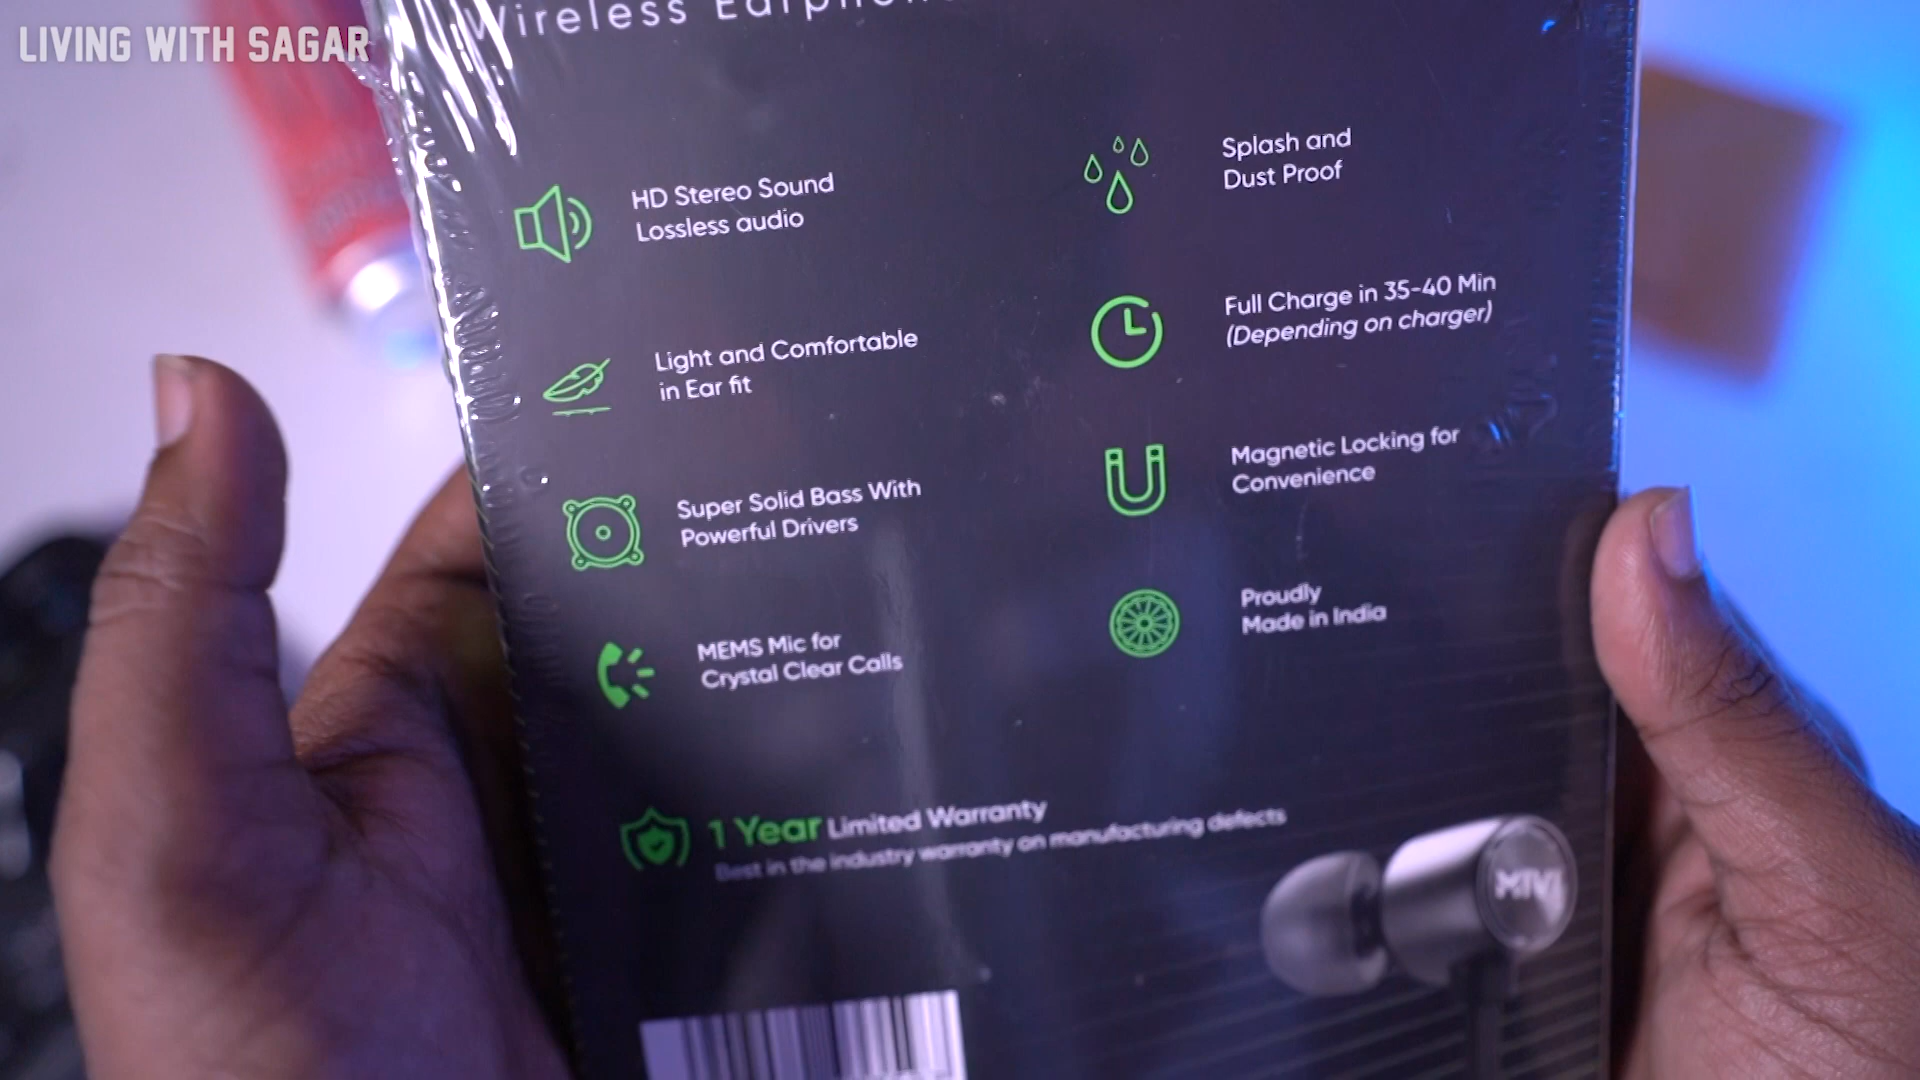 LIVING WITH SAGAR
Wireless
HD Stereo Sound
Lossless audio
Light and Comfortable
in Ear fit
Super Solid Bass With
Powerful Drivers
MEMS Mic for
Crystal Clear Calls
Splash and
Dust Proof
Full Charge in 35-40 Min
(Depending on charger)
Magnetic Locking for
Convenience
Proudly
Made in India
1 Year Limited Warranty
Best in the industry warranty on manufacturing defects
MIVI